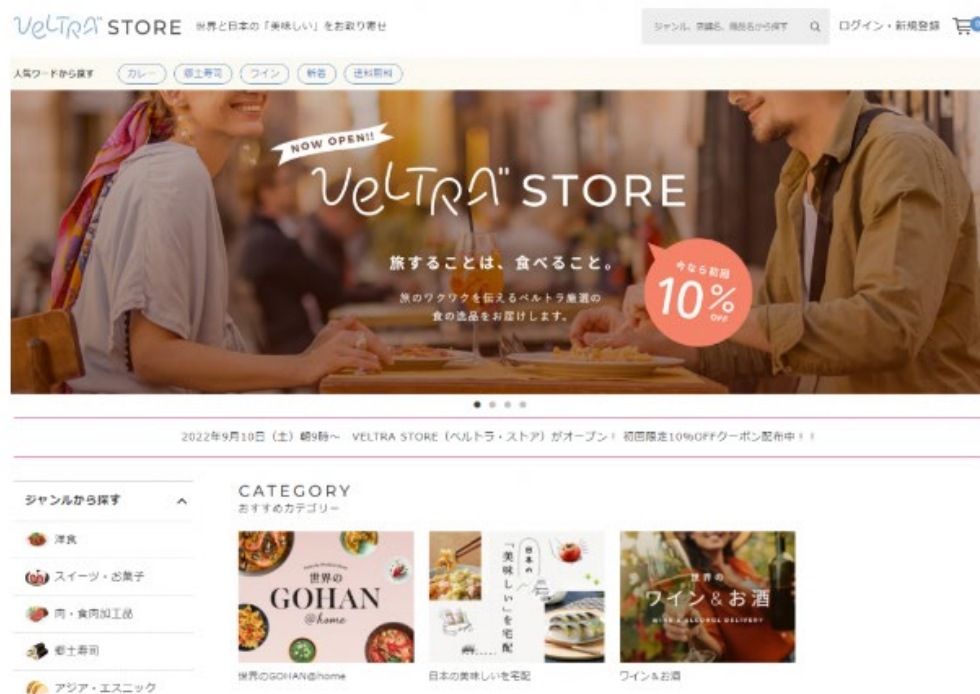 VELTRA STORE 世界と日本の「美味しい」をお取り寄せ
ジャンル、店舗名、商品名から探す
ログイン・新規登録
人気ワードから探す
カレー
郷土寿司
ワイン
新着
送料無料
NOW OPEN!!
VELTRA STORE
旅することは、食べること。
旅のワクワクを伝えるベルトラ厳選の
食の逸品をお届けします。
今なら初回
10%
OFF
2022年9月10日（土）朝9時～ VELTRA STORE（ベルトラ・ストア）がオープン！ 初回限定10%OFFクーポン配布中！！
ジャンルから探す
洋食
スイーツ・お菓子
肉・食肉加工品
郷土寿司
アジア・エスニック
CATEGORY
おすすめカテゴリー
世界の
GOHAN
@home
世界のGOHAN@home
日本の
「美味しい」を宅配
日本の美味しいを宅配
世界の
ワイン&お酒
WINE & ALCOHOL DELIVERY
ワイン&お酒